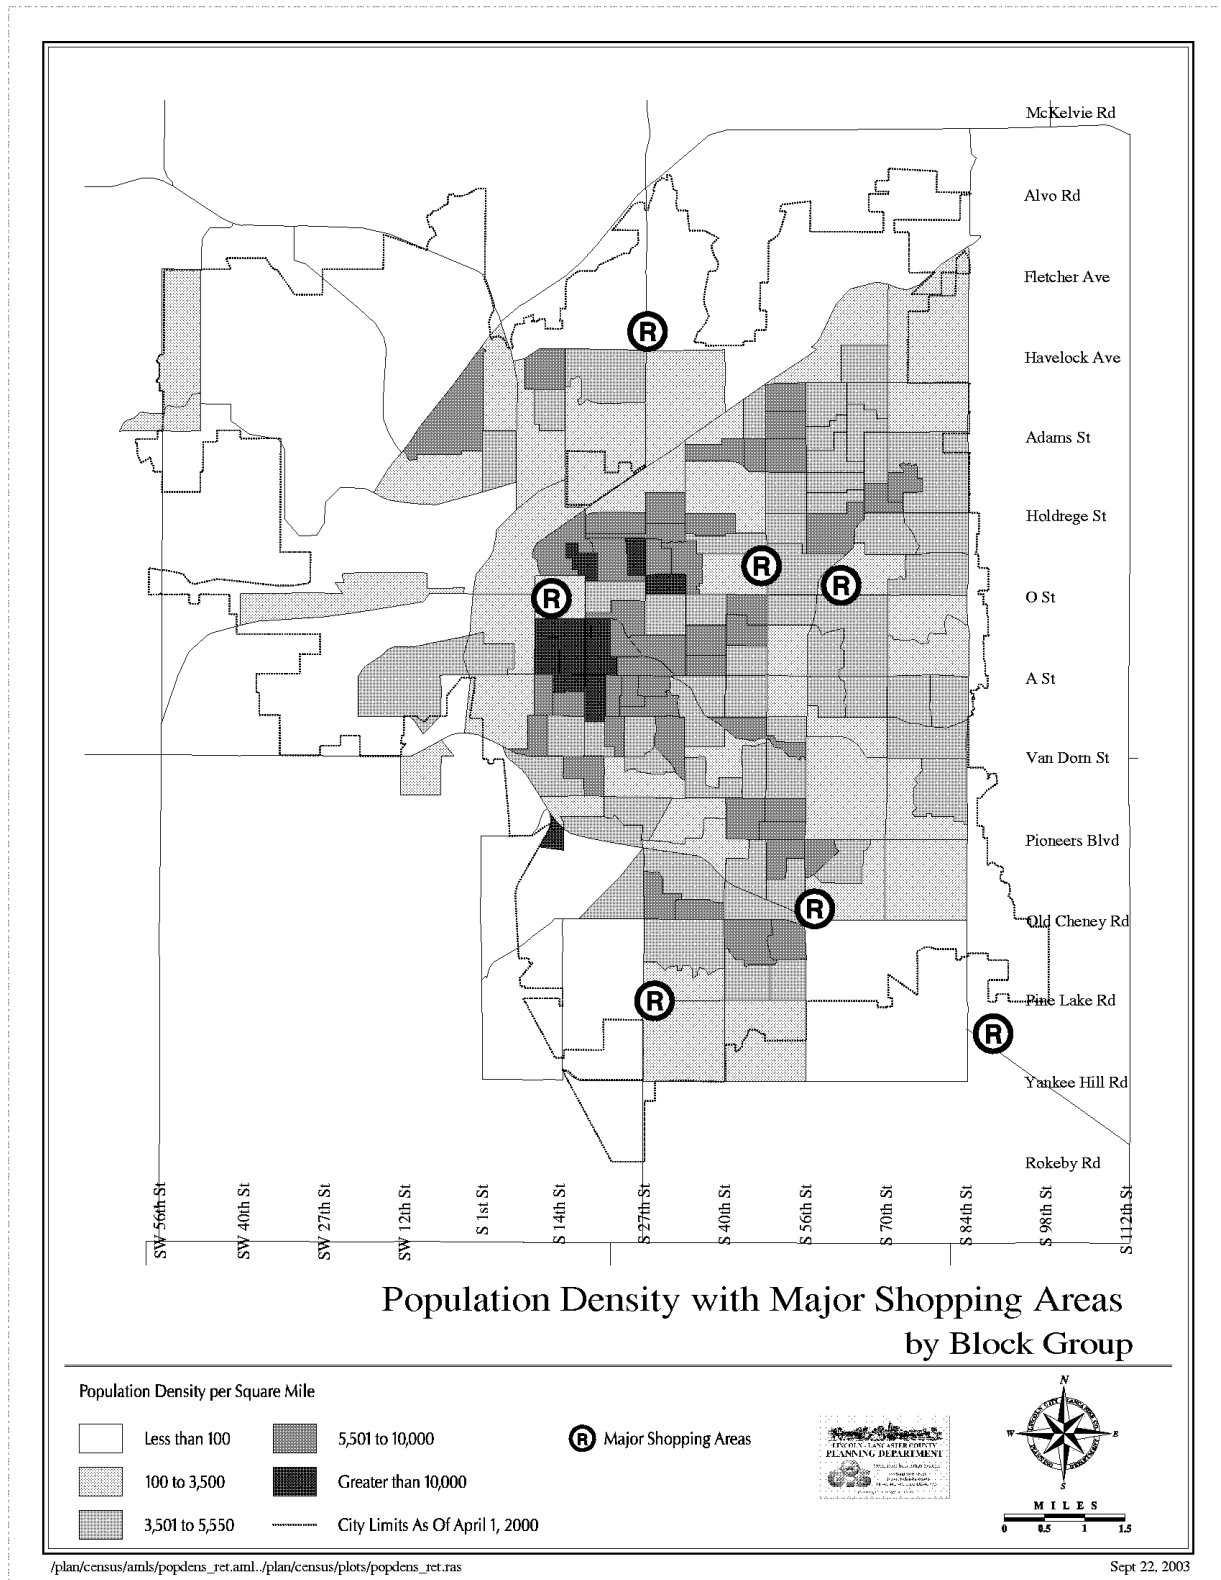 McKelvie Rd
Alvo Rd
Fletcher Ave
R
Havelock Ave
Adams St
Holdrege St
R
R
R
O St
A St
Van Dorn St
Pioneers Blvd
R
Old Cheney Rd
R
Pine Lake Rd
R
Yankee Hill Rd
Rokeby Rd
SW 56th St
SW 40th St
SW 27th St
SW 12th St
S 1st St
S 14th St
S 27th St
S 40th St
S 56th St
S 70th St
S 84th St
S 98th St
S 112th St
Population Density with Major Shopping Areas
by Block Group
Population Density per Square Mile
Less than 100
5,501 to 10,000
R Major Shopping Areas
100 to 3,500
Greater than 10,000
3,501 to 5,550
City Limits As Of April 1, 2000
LINCOLN - LANCASTER COUNTY
PLANNING DEPARTMENT
N
W
E
S
MILES
0 0.5 1 1.5
/plan/census/amls/popdens_ret.aml../plan/census/plots/popdens_ret.ras
Sept 22, 2003